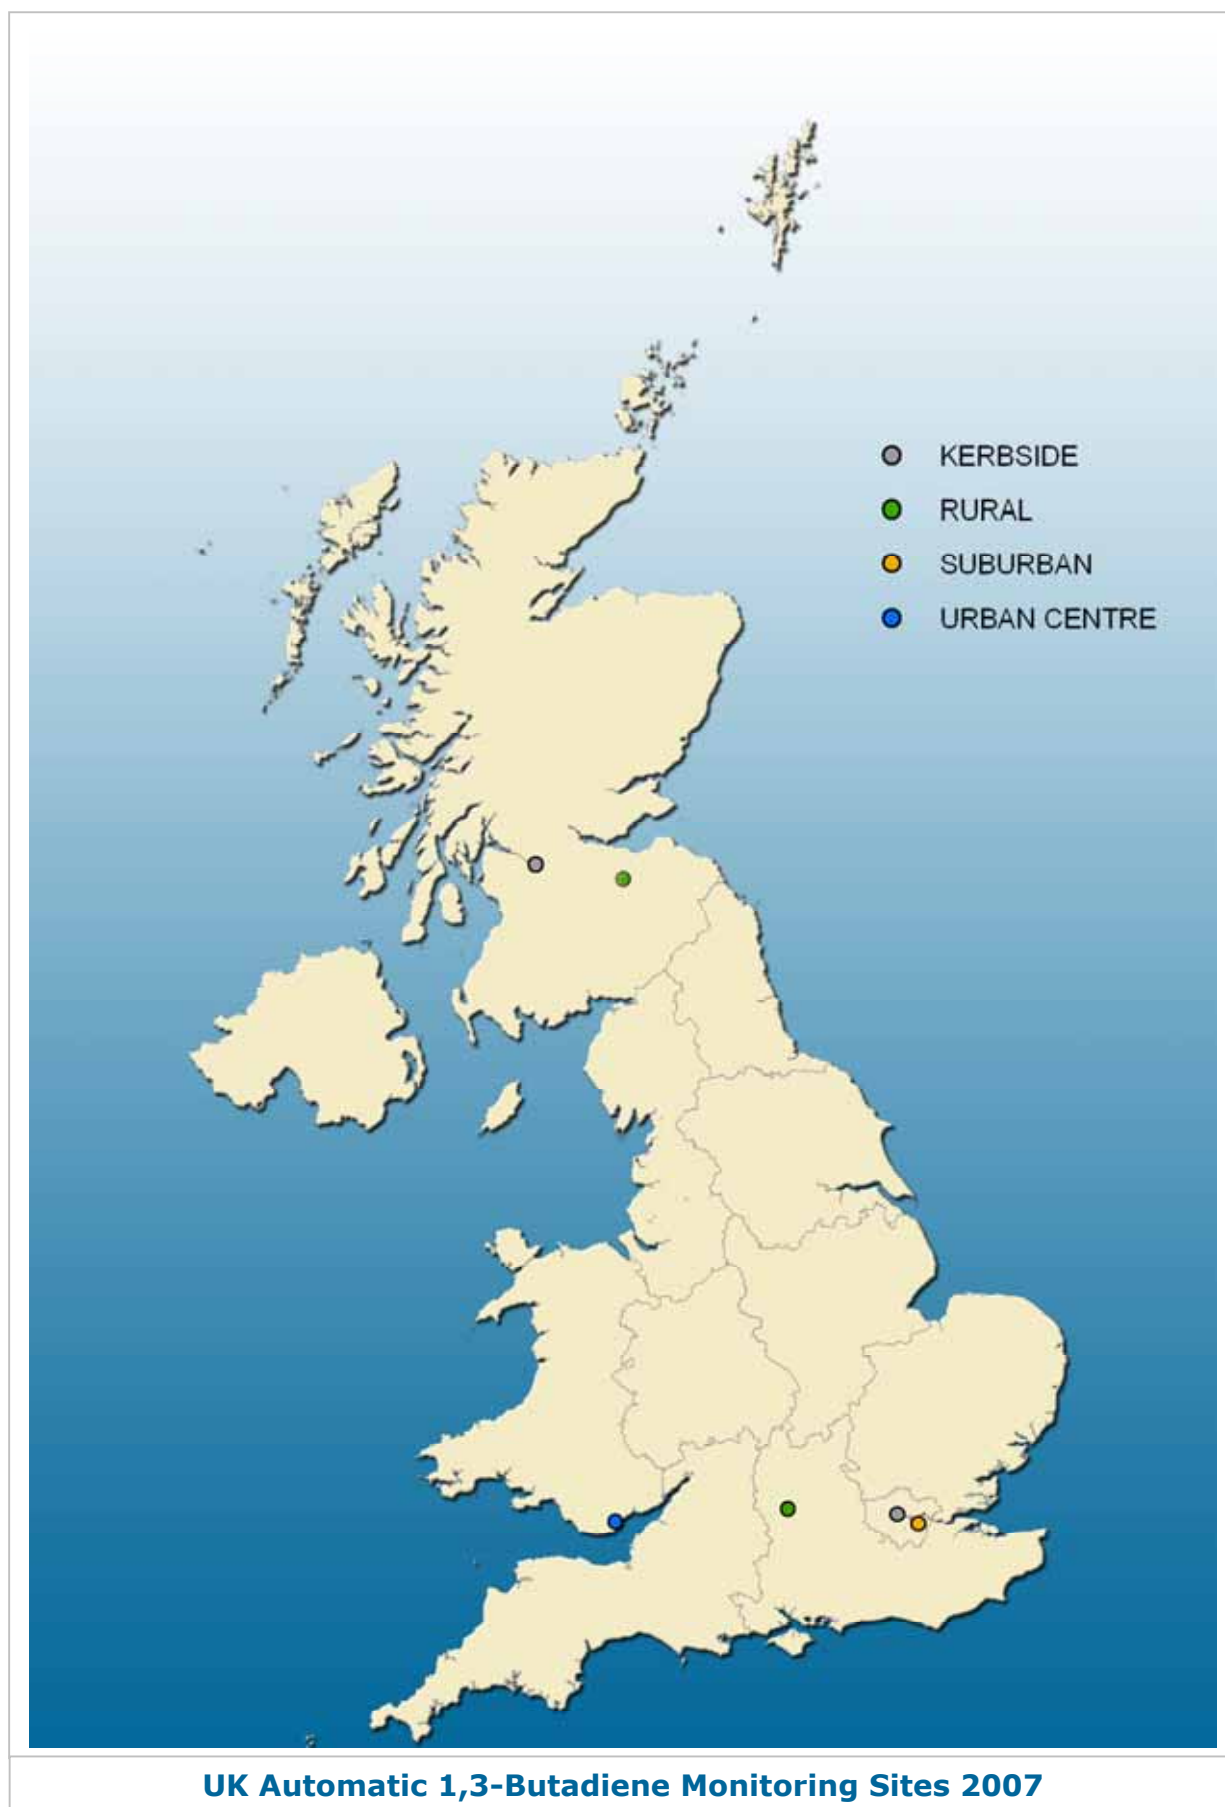 KERBSIDE
RURAL
SUBURBAN
URBAN CENTRE
UK Automatic 1,3-Butadiene Monitoring Sites 2007